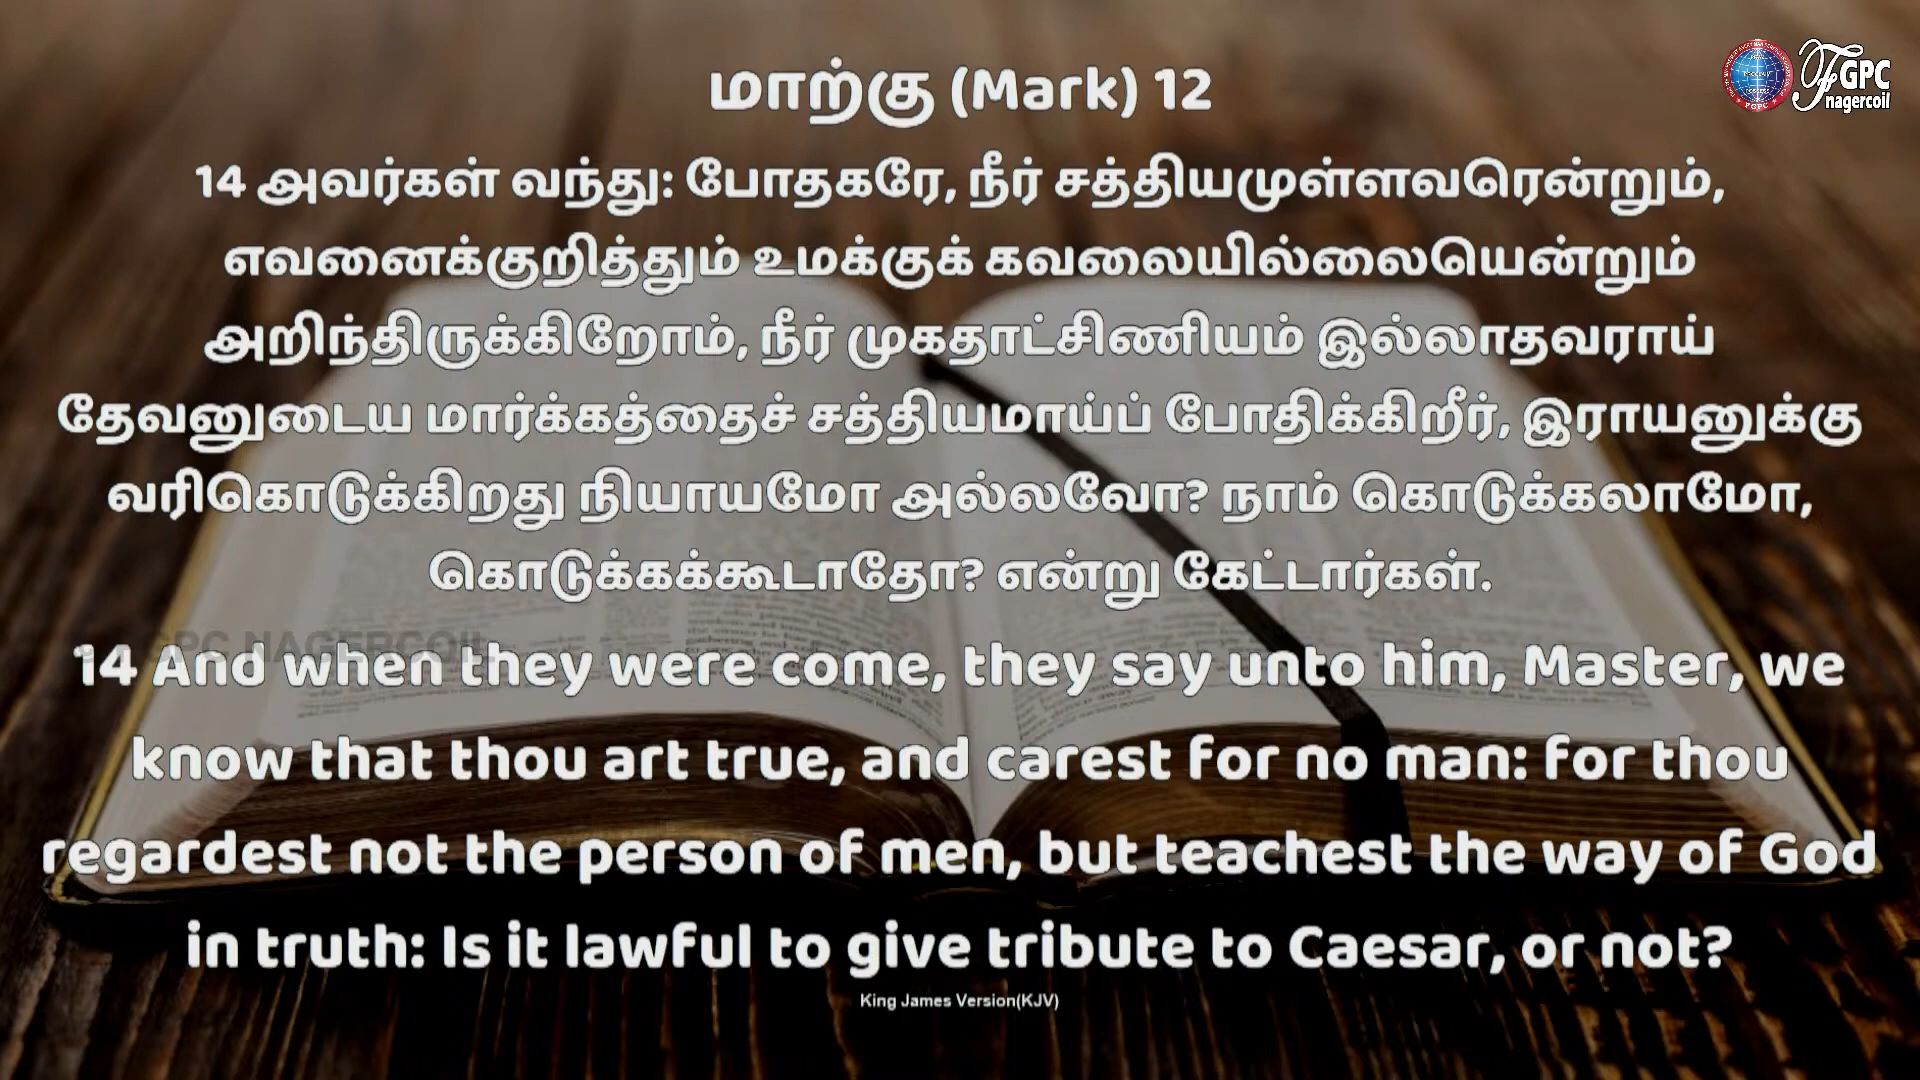 மாற்கு (Mark) 12
FGPC
nagercoil
14 அவர்கள் வந்து: போதகரே, நீர் சத்தியமுள்ளவரென்றும்,
எவனைக்குறித்தும் உமக்குக் கவலையில்லையென்றும்
அறிந்திருக்கிறோம், நீர் முகதாட்சிணியம் இல்லாதவராய்
தேவனுடைய மார்க்கத்தைச் சத்தியமாய்ப் போதிக்கிறீர், இராயனுக்கு
வரிகொடுக்கிறது நியாயமோ அல்லவோ? நாம் கொடுக்கலாமோ,
கொடுக்கக்கூடாதோ? என்று கேட்டார்கள்.
FGPC NAGERCOIL
14 And when they were come, they say unto him, Master, we
know that thou art true, and carest for no man: for thou
regardest not the person of men, but teachest the way of God
in truth: Is it lawful to give tribute to Caesar, or not?
King James Version(KJV)